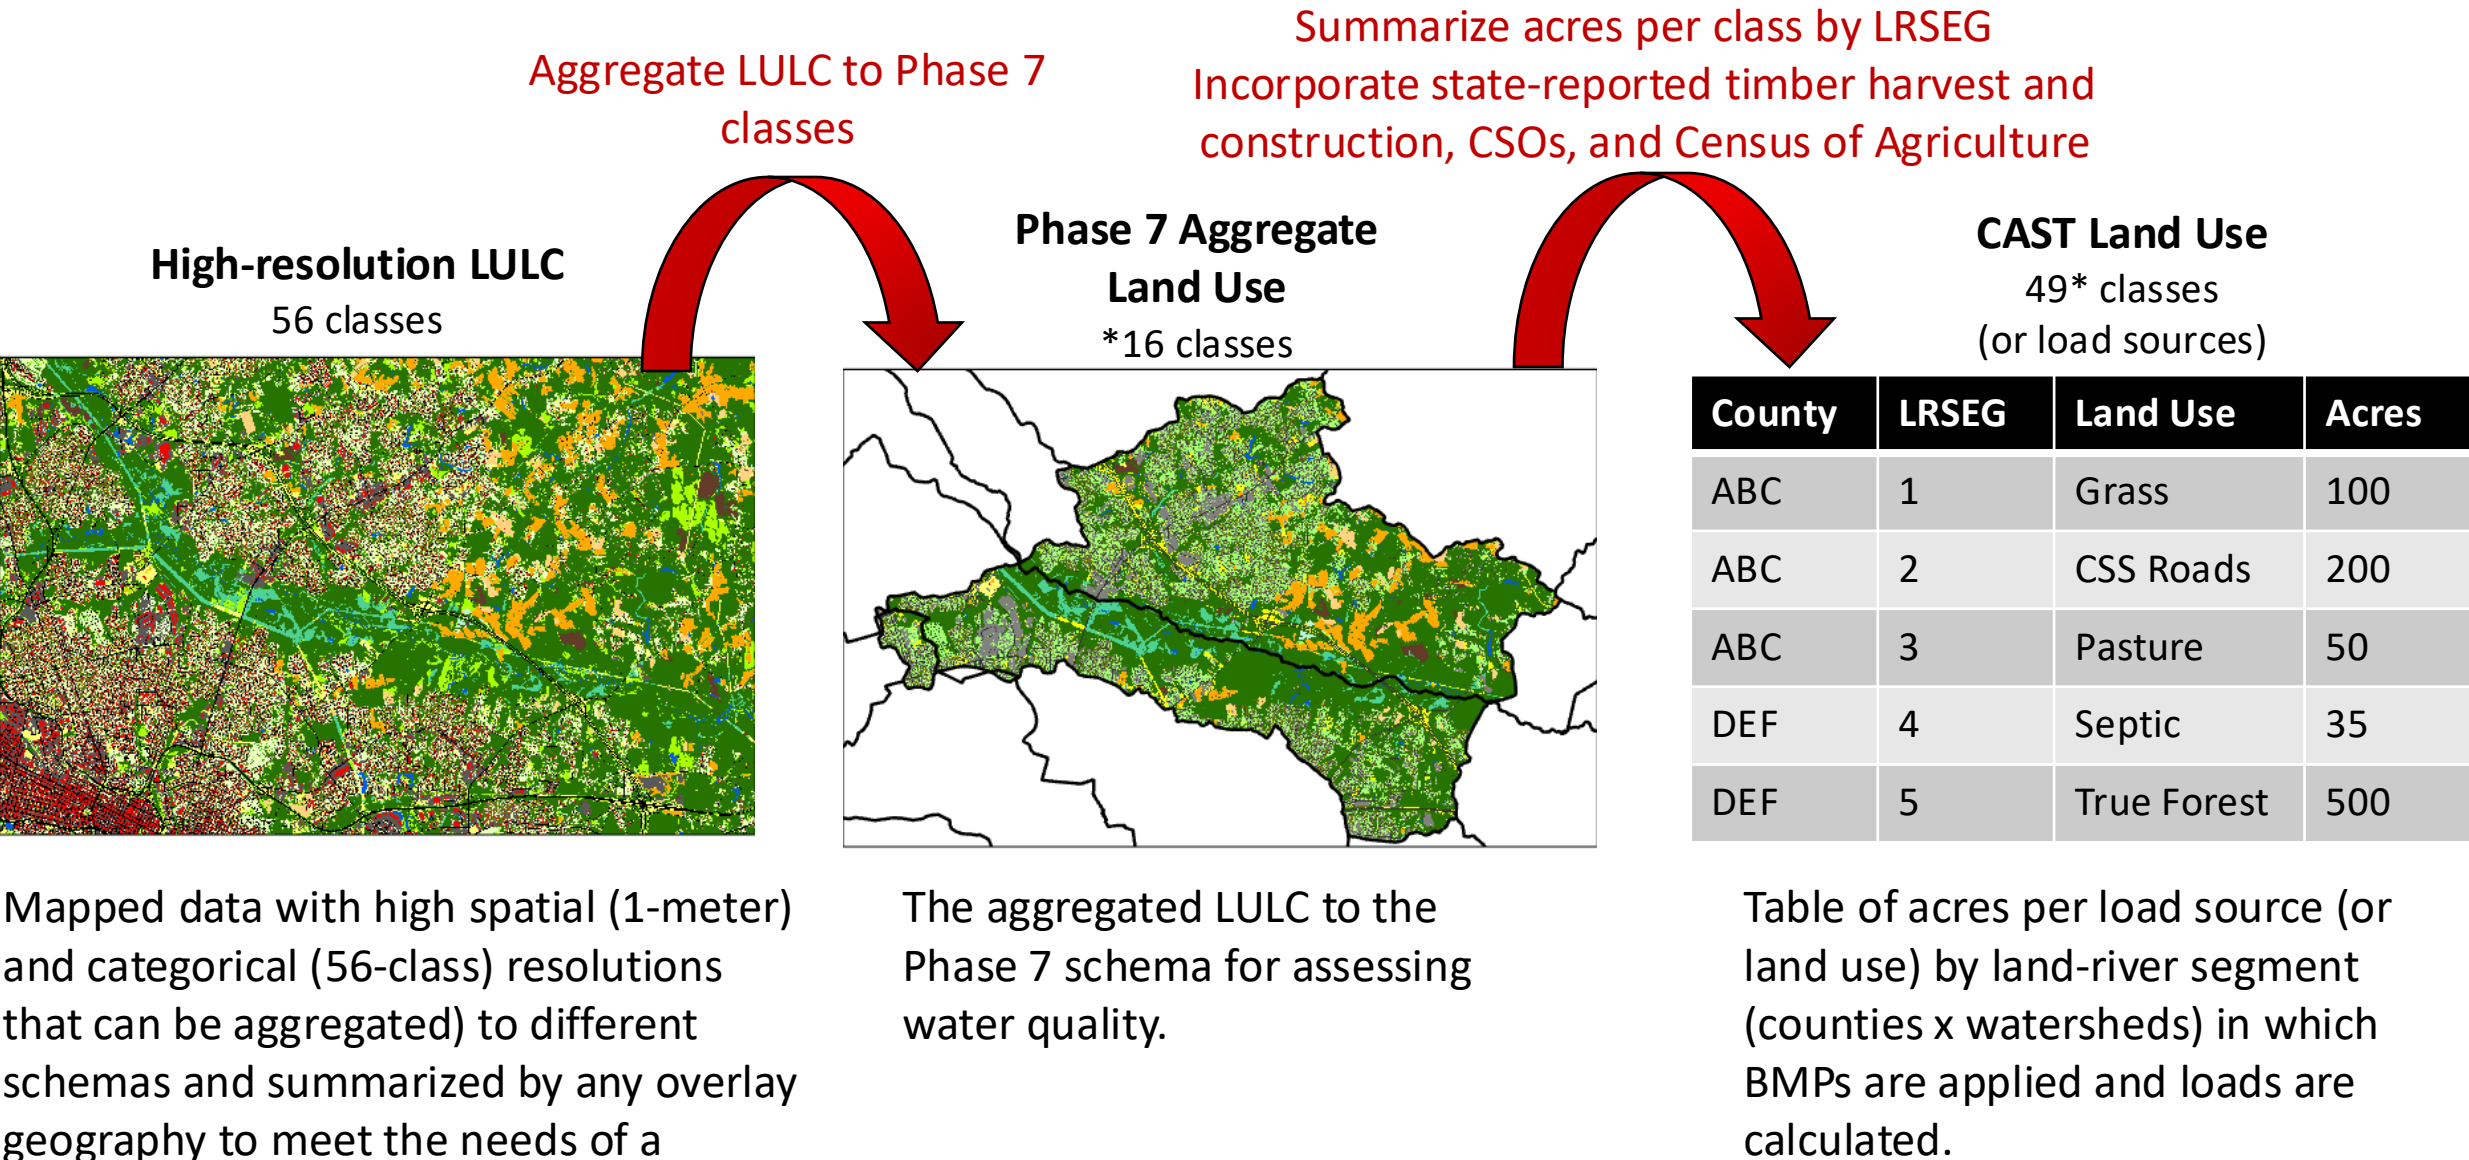 Summarize acres per class by LRSEG
Incorporate state-reported timber harvest and
construction, CSOs, and Census of Agriculture
Aggregate LULC to Phase 7
classes
High-resolution LULC
56 classes
Phase 7 Aggregate
Land Use
*16 classes
CAST Land Use
49* classes
(or load sources)
County LRSEG Land Use Acres
ABC 1 Grass 100
ABC 2 CSS Roads 200
ABC 3 Pasture 50
DEF 4 Septic 35
DEF 5 True Forest 500
Mapped data with high spatial (1-meter)
and categorical (56-class) resolutions
that can be aggregated) to different
schemas and summarized by any overlay
geography to meet the needs of a
The aggregated LULC to the
Phase 7 schema for assessing
water quality.
Table of acres per load source (or
land use) by land-river segment
(counties x watersheds) in which
BMPs are applied and loads are
calculated.